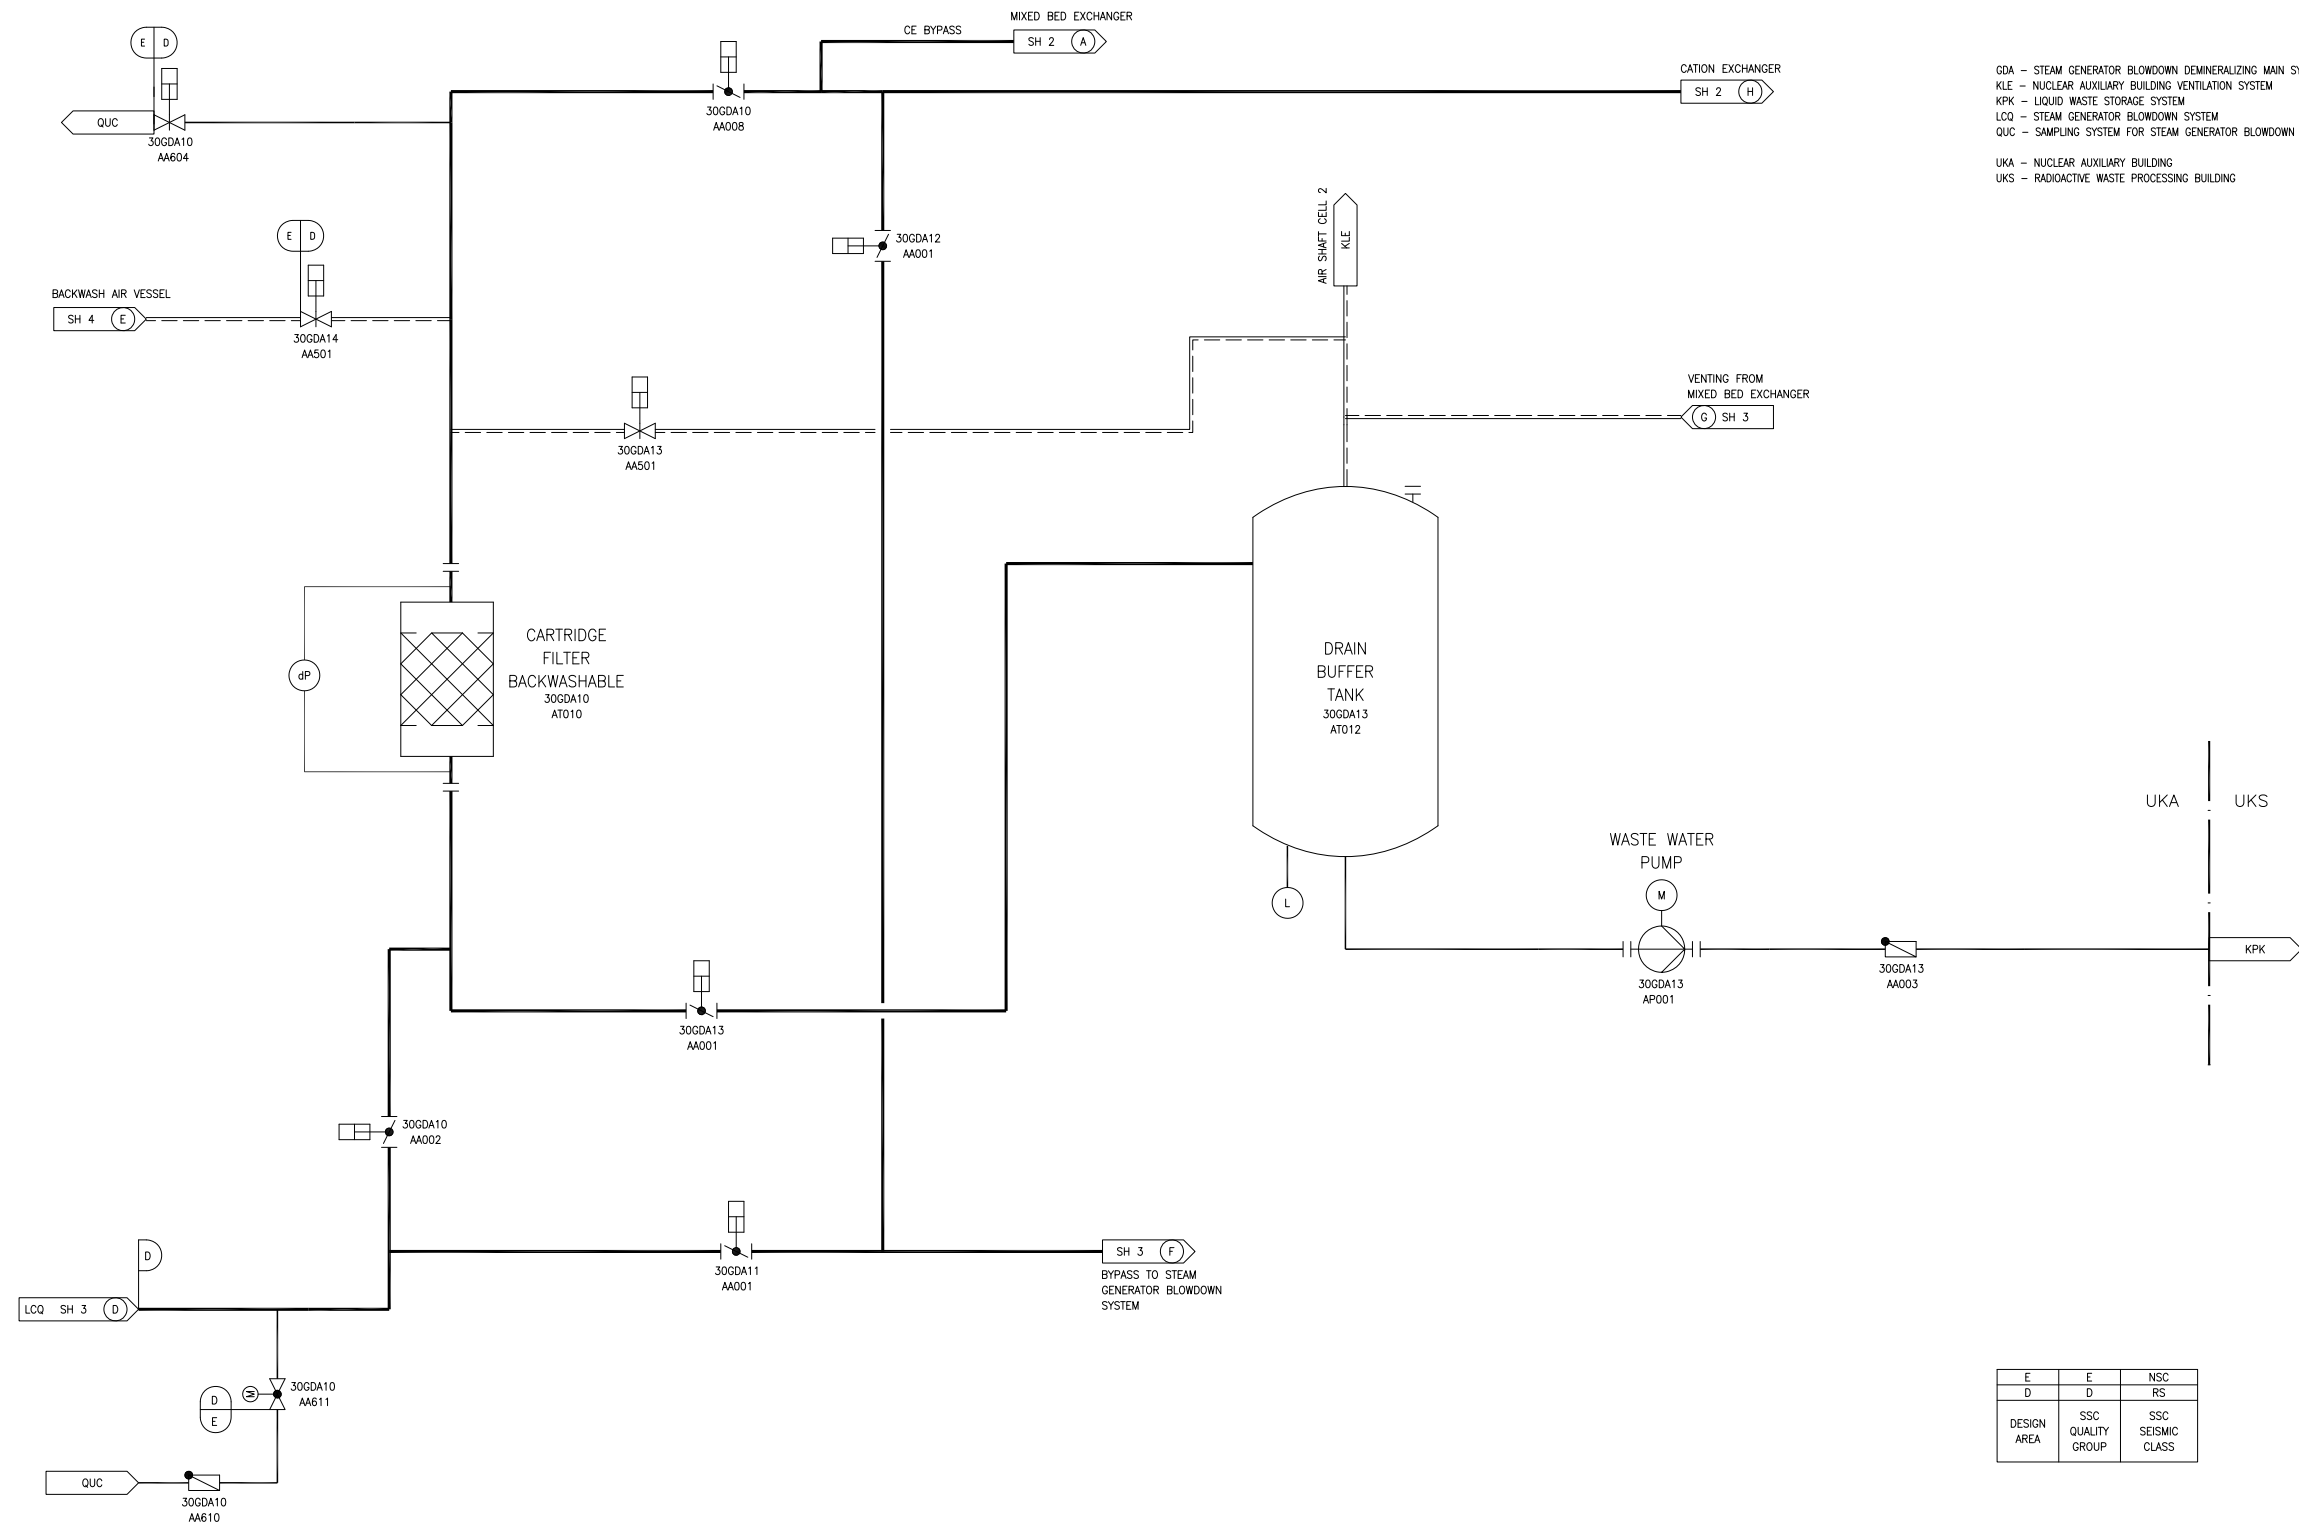 MIXED BED EXCHANGER
CE BYPASS
SH 2 A
E D
QUC
30GDA10
AA604
30GDA10
AA008
CATION EXCHANGER
SH 2 H
GDA – STEAM GENERATOR BLOWDOWN DEMINERALIZING MAIN
KLE – NUCLEAR AUXILIARY BUILDING VENTILATION SYSTEM
KPK – LIQUID WASTE STORAGE SYSTEM
LCQ – STEAM GENERATOR BLOWDOWN SYSTEM
QUC – SAMPLING SYSTEM FOR STEAM GENERATOR BLOWDOWN
UKA – NUCLEAR AUXILIARY BUILDING
UKS – RADIOACTIVE WASTE PROCESSING BUILDING
E D
BACKWASH AIR VESSEL
SH 4 E
30GDA14
AA501
30GDA12
AA001
AIR SHAFT CELL 2
KLE
30GDA13
AA501
VENTING FROM
MIXED BED EXCHANGER
G SH 3
dP
CARTRIDGE
FILTER
BACKWASHABLE
30GDA10
AT010
DRAIN
BUFFER
TANK
30GDA13
AT012
L
WASTE WATER
PUMP
M
30GDA13
AP001
30GDA13
AA003
UKA
UKS
KPK
30GDA13
AA001
30GDA10
AA002
30GDA11
AA001
SH 3 F
BYPASS TO STEAM
GENERATOR BLOWDOWN
SYSTEM
D
LCQ SH 3 D
M
D
E
30GDA10
AA611
QUC
30GDA10
AA610
E E NSC
D D RS
DESIGN
AREA
SSC
QUALITY
GROUP
SSC
SEISMIC
CLASS